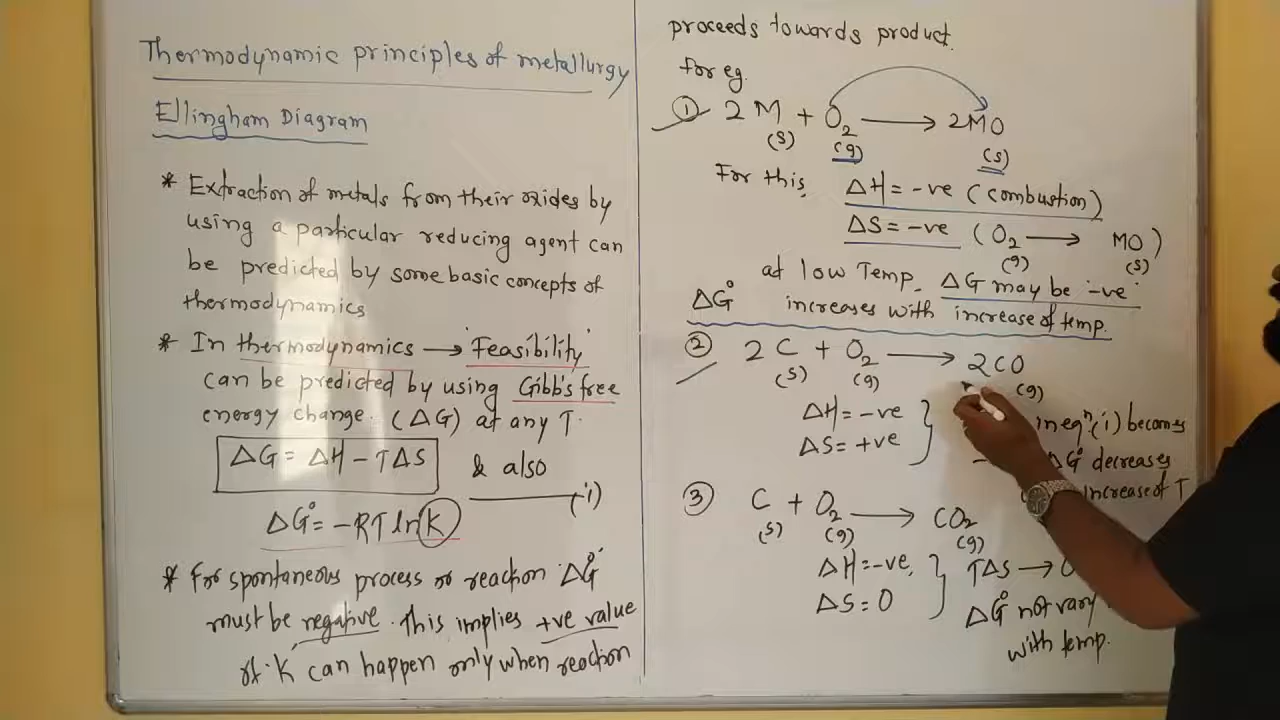 Thermodynamic principles of metallurgy
Ellingham Diagram
* Extraction of metals from their oxides by
using a particular reducing agent can
be predicted by some basic concepts of
thermodynamics
* In thermodynamics → 'Feasibility'
can be predicted by using Gibb's free
energy change. (ΔG) at any T.
ΔG = ΔH - TΔS & also
(i)
ΔG° = -RT ln K
* For spontaneous process or reaction ΔG°
must be negative. This implies +ve value
of 'K' can happen only when reaction
proceeds towards product.
for eg.
① 2M + O₂ → 2MO
(s) (g) (s)
For this, ΔH = -ve (combustion)
ΔS = -ve (O₂ → MO)
(g) (s)
at low Temp. ΔG may be '-ve'
ΔG° increases with increase of temp.
② 2C + O₂ → 2CO
(s) (g) (g)
ΔH = -ve
ΔS = +ve
in eqⁿ (i) becomes
ΔG° decreases
increase of T
③ C + O₂ → CO₂
(s) (g) (g)
ΔH = -ve, TΔS → 0
ΔS = 0 ΔG° not vary
with temp.